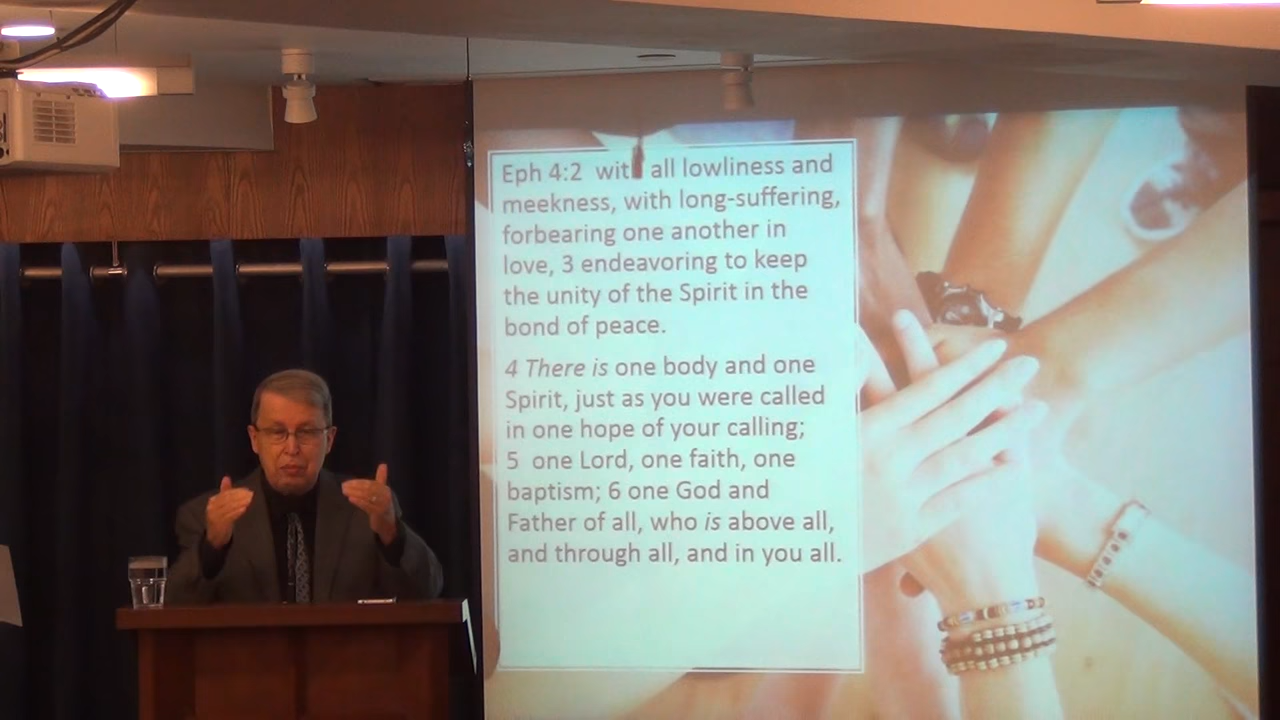 Eph 4:2 with all lowliness and
meekness, with long-suffering,
forbearing one another in
love, 3 endeavoring to keep
the unity of the Spirit in the
bond of peace.
4 There is one body and one
Spirit, just as you were called
in one hope of your calling;
5 one Lord, one faith, one
baptism; 6 one God and
Father of all, who is above all,
and through all, and in you all.